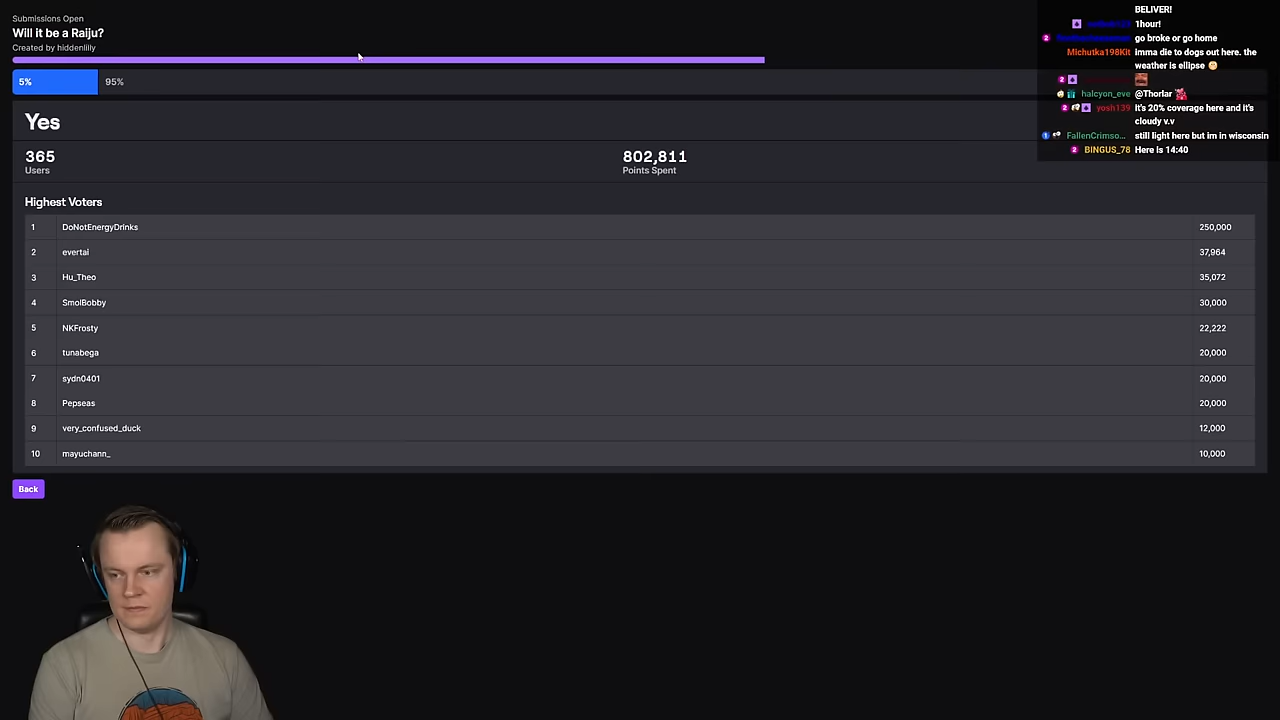 Submissions Open
Will it be a Raiju?
Created by hiddenlilly
5%
95%
Yes
365
Users
802,811
Points Spent
Highest Voters
1 DoNotEnergyDrinks 250,000
2 evertai 37,964
3 Hu_Theo 35,072
4 SmolBobby 30,000
5 NKFrosty 22,222
6 tunabega 20,000
7 sydn0401 20,000
8 Pepseas 20,000
9 very_confused_duck 12,000
10 mayuchann_ 10,000
Back
BELIVER!
1hour!
go broke or go home
Michutka198Kit imma die to dogs out here. the
weather is ellipse
halcyon_eve @Thorlar
yosh139 it's 20% coverage here and it's
cloudy v.v
FallenCrimso... still light here but im in wisconsin
BINGUS_78 Here is 14:40